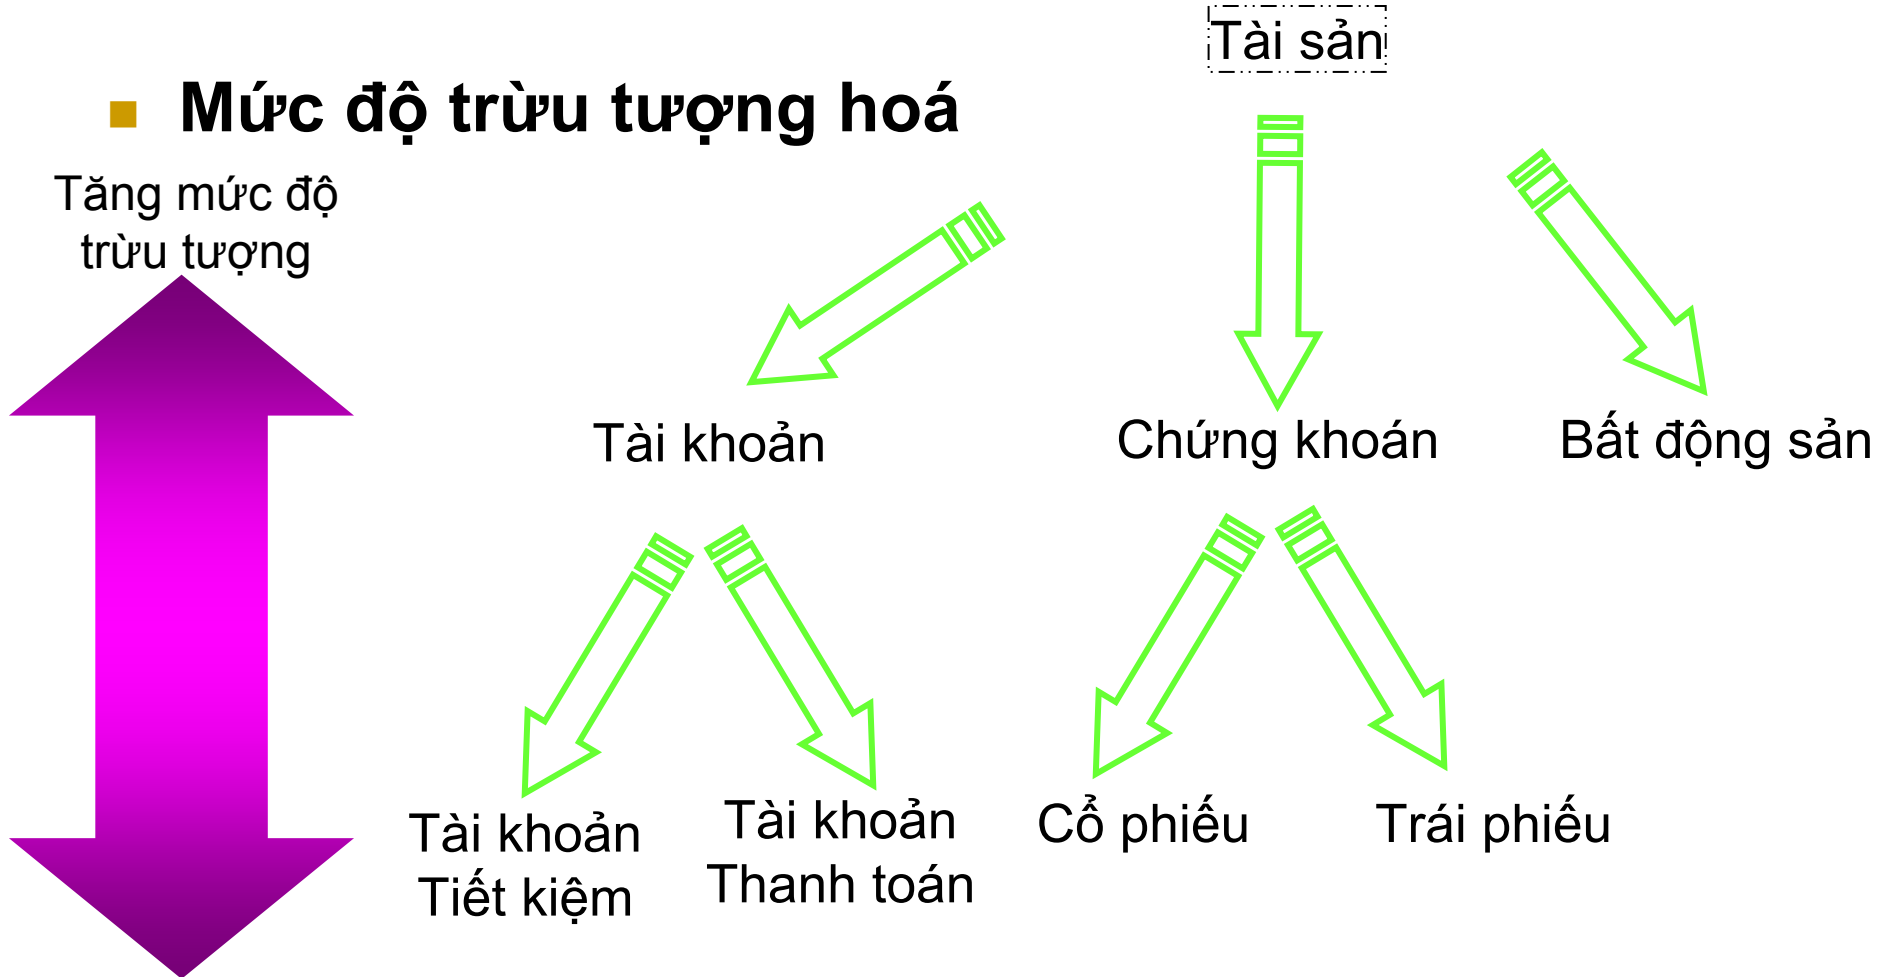 Tài sản
Mức độ trừu tượng hoá
Tăng mức độ
trừu tượng
Tài khoản
Chứng khoán
Bất động sản
Tài khoản
Tiết kiệm
Tài khoản
Thanh toán
Cổ phiếu
Trái phiếu